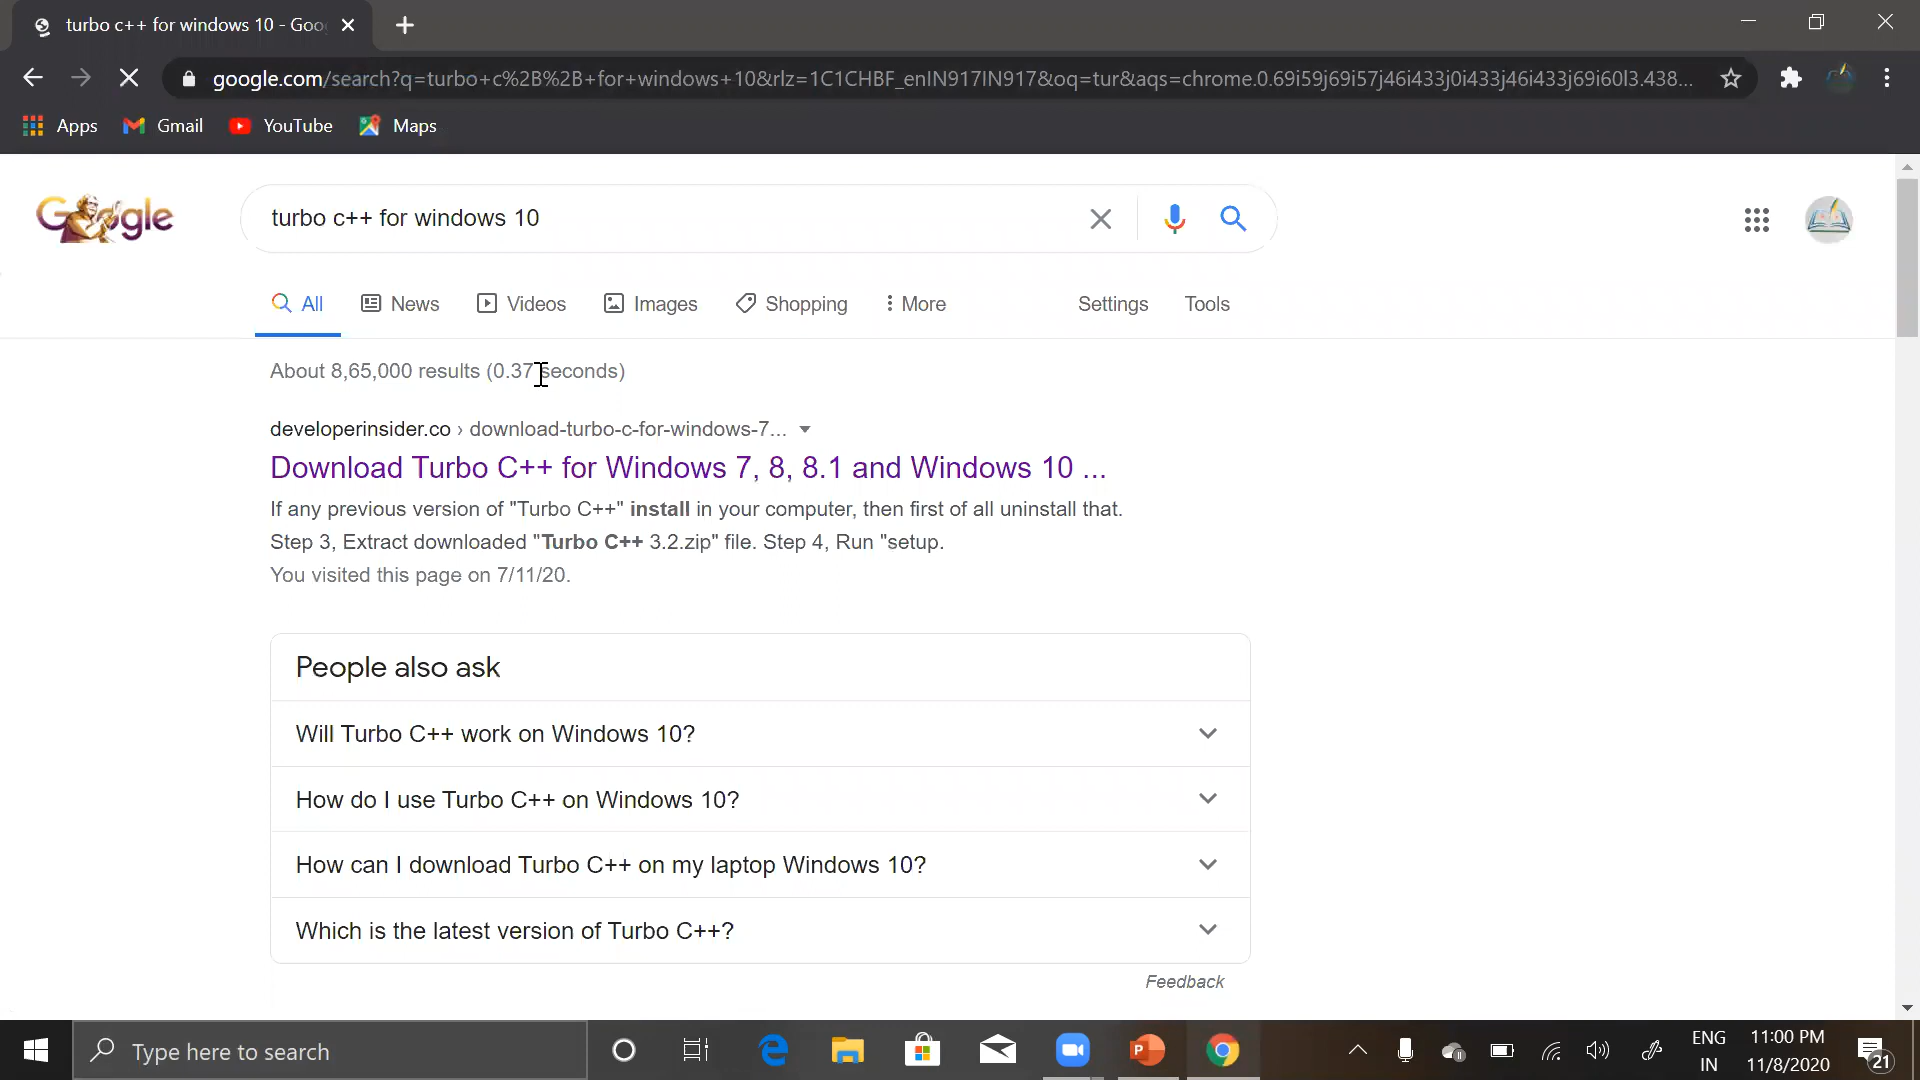 turbo c++ for windows 10 - Goo
google.com/search?q=turbo+c%2B%2B+for+windows+10&rlz=1C1CHBF_enIN917IN917&oq=tur&aqs=chrome.0.69i59j69i57j46i433j0i433j46i433j69i60l3.438...
Apps Gmail YouTube Maps
Google turbo c++ for windows 10
All News Videos Images Shopping More Settings Tools
About 8,65,000 results (0.37 seconds)
developerinsider.co › download-turbo-c-for-windows-7...
Download Turbo C++ for Windows 7, 8, 8.1 and Windows 10 ...
If any previous version of "Turbo C++" install in your computer, then first of all uninstall that.
Step 3, Extract downloaded "Turbo C++ 3.2.zip" file. Step 4, Run "setup.
You visited this page on 7/11/20.
People also ask
Will Turbo C++ work on Windows 10?
How do I use Turbo C++ on Windows 10?
How can I download Turbo C++ on my laptop Windows 10?
Which is the latest version of Turbo C++?
Feedback
Type here to search
ENG
IN
11:00 PM
11/8/2020
21